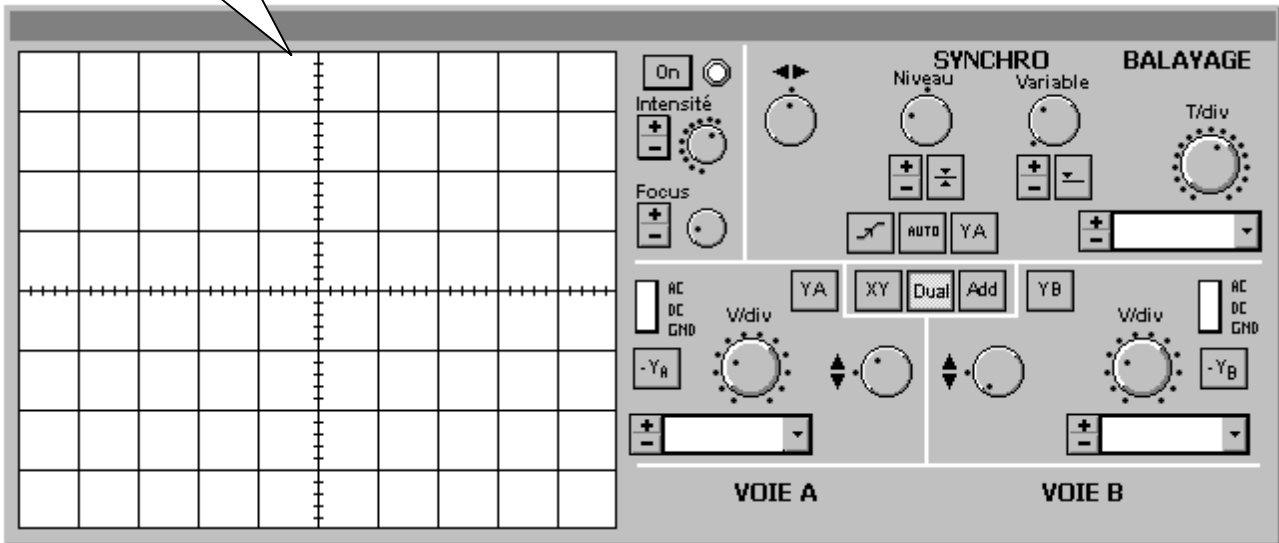 On
Intensité
+
-
Focus
+
-
SYNCHRO
Niveau
Variable
+
-
+
-
AUTO
YA
BALAYAGE
T/div
+
-
AC
DC
GND
YA
XY
Dual
Add
YB
AC
DC
GND
V/div
-YA
+
-
V/div
-YB
+
-
VOIE A
VOIE B